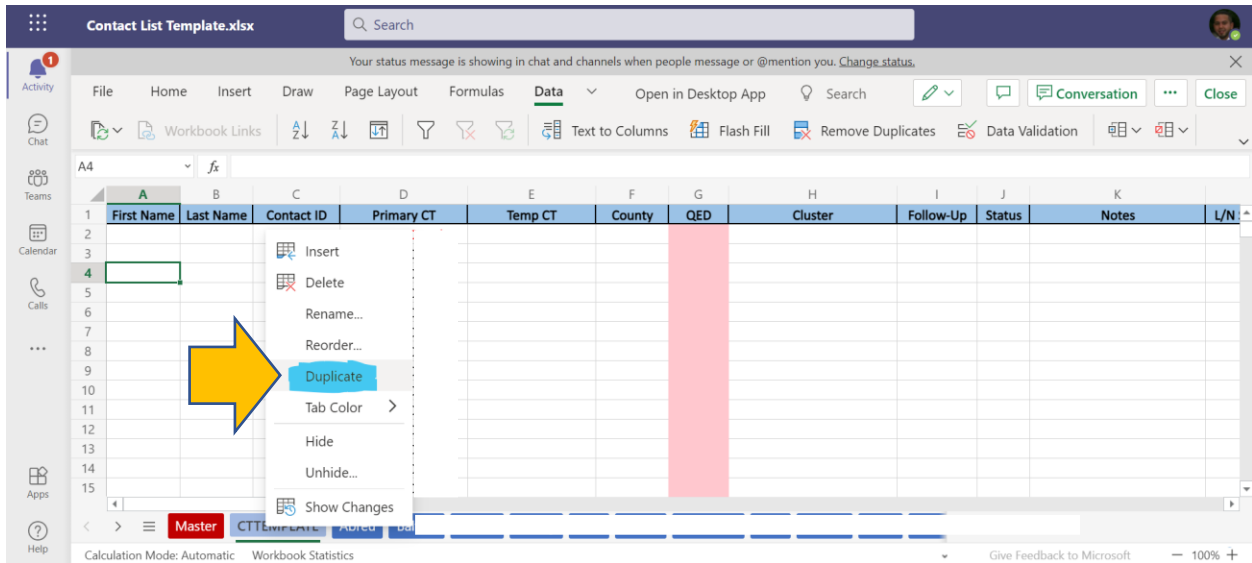 Contact List Template.xlsx
Search
Your status message is showing in chat and channels when people message or @mention you. Change status.
1
Activity
Chat
Teams
Calendar
Calls
Apps
Help
File Home Insert Draw Page Layout Formulas Data Open in Desktop App Search Conversation Close
Workbook Links Text to Columns Flash Fill Remove Duplicates Data Validation
A4 fx
A B C D E F G H I J K
1 First Name Last Name Contact ID Primary CT Temp CT County QED Cluster Follow-Up Status Notes L/N
2
3
4
5
6
7
8
9
10
11
12
13
14
15
Insert
Delete
Rename...
Reorder...
Duplicate
Tab Color
Hide
Unhide...
Show Changes
Master CTTEMPLATE Abred
Calculation Mode: Automatic Workbook Statistics Give Feedback to Microsoft 100%